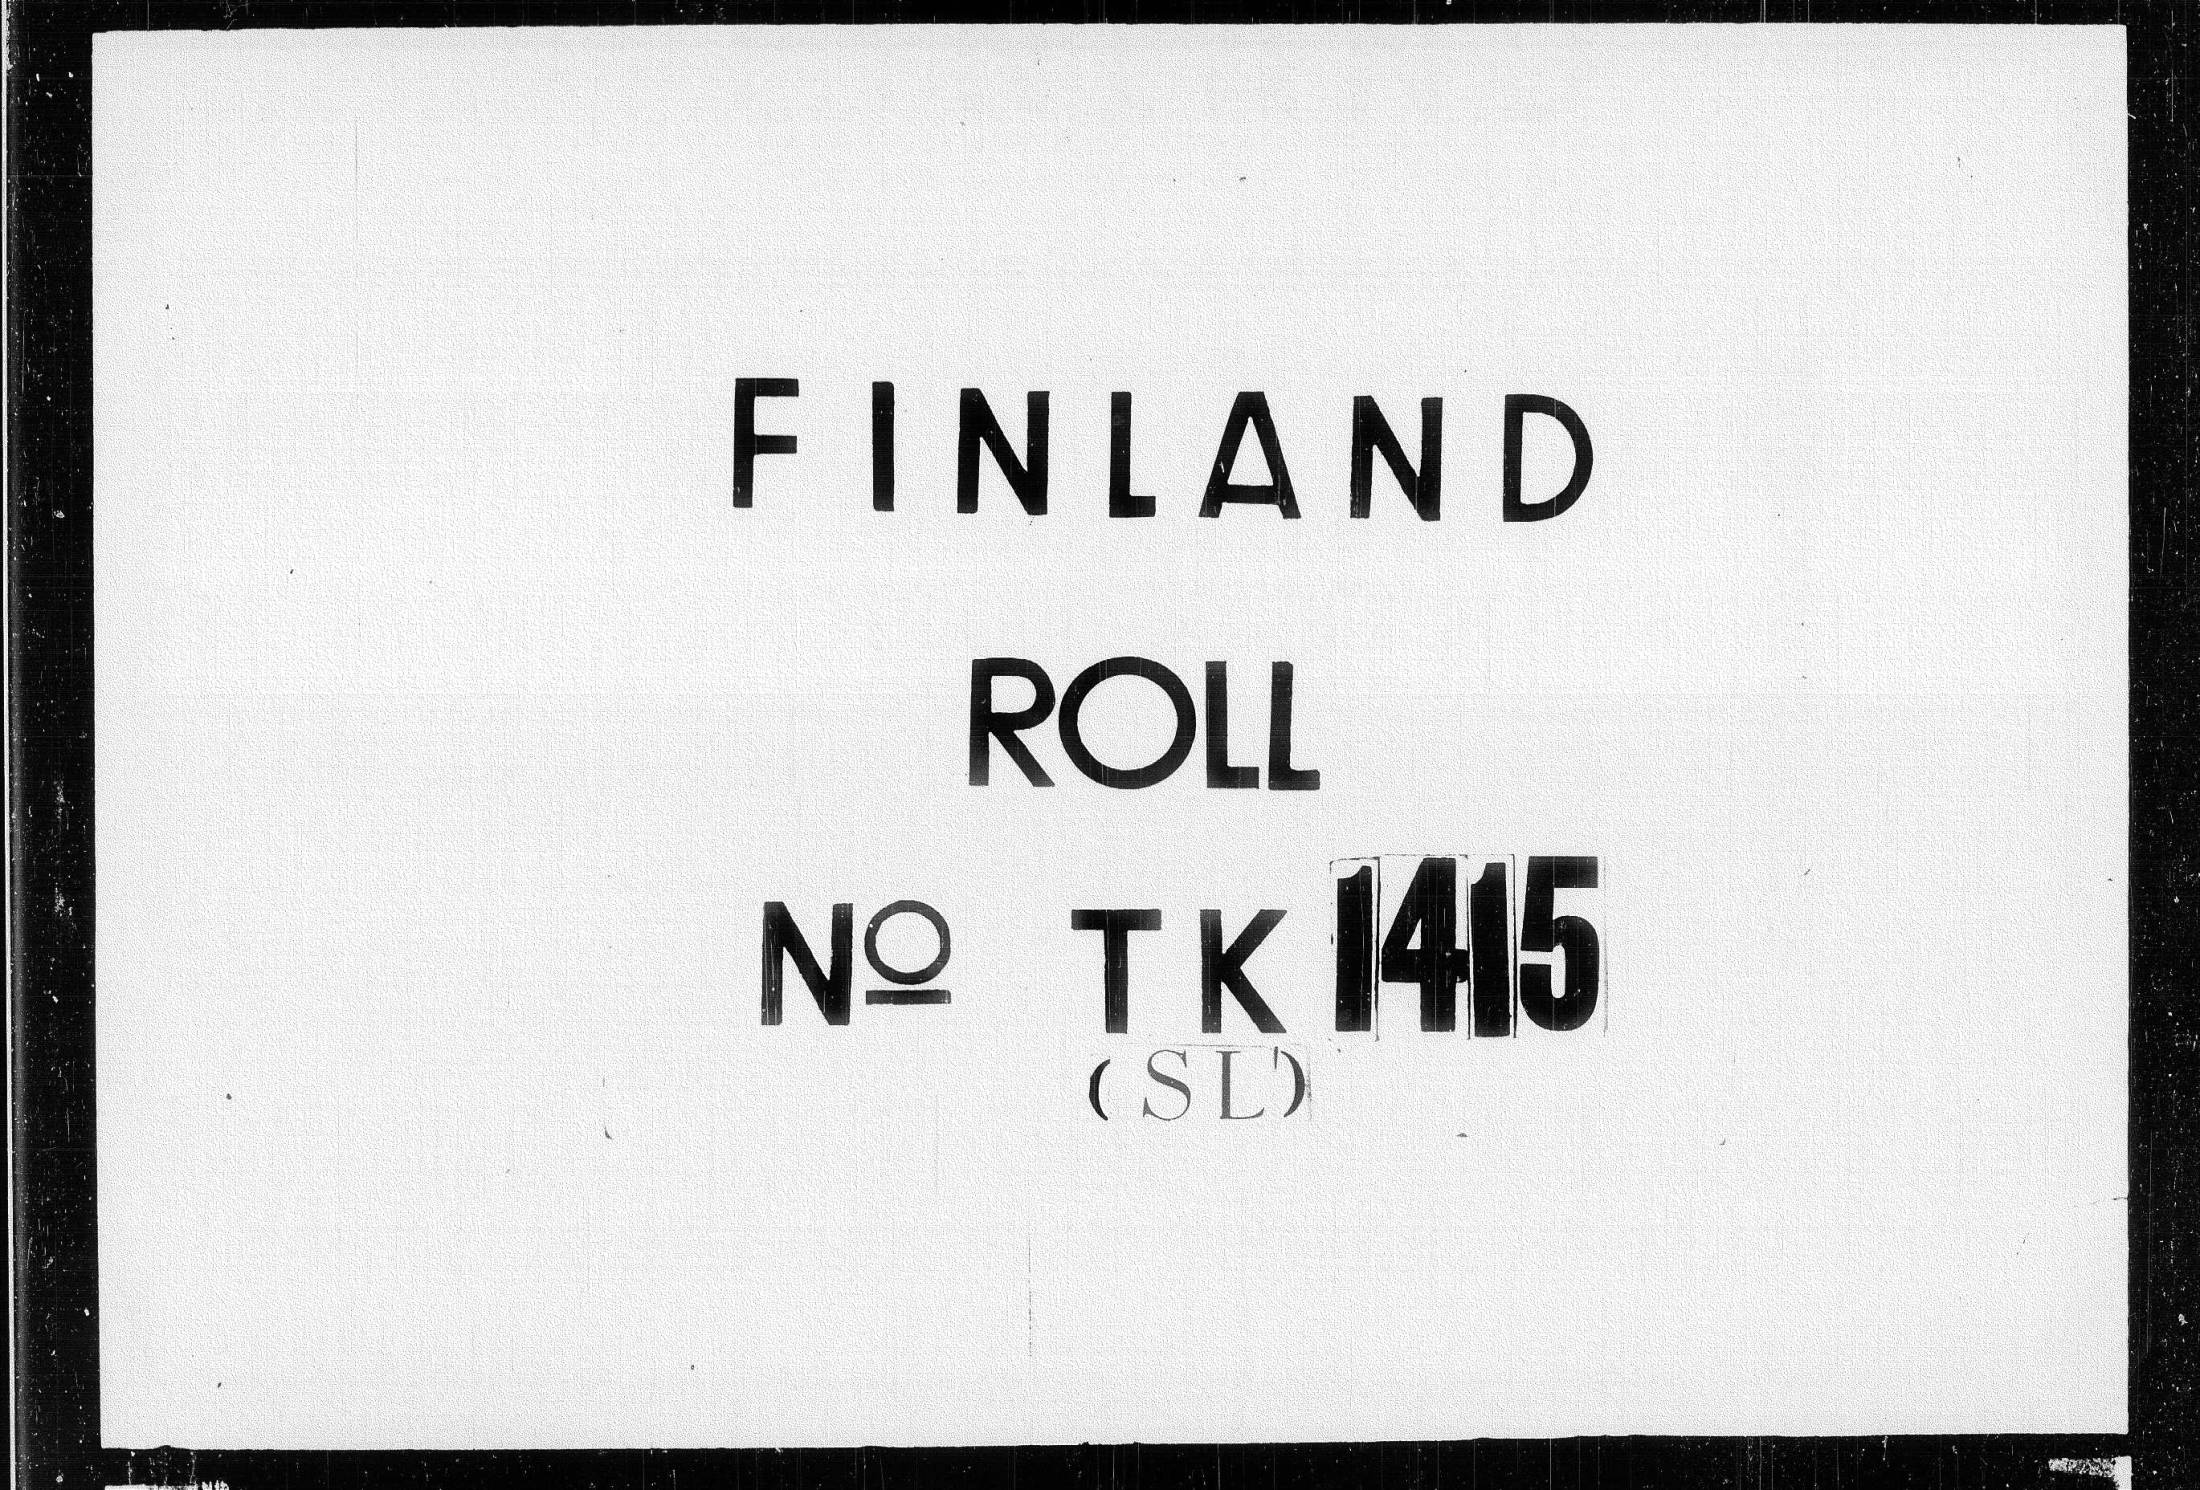 FINLAND
ROLL
Nº TK 1415
(SL)